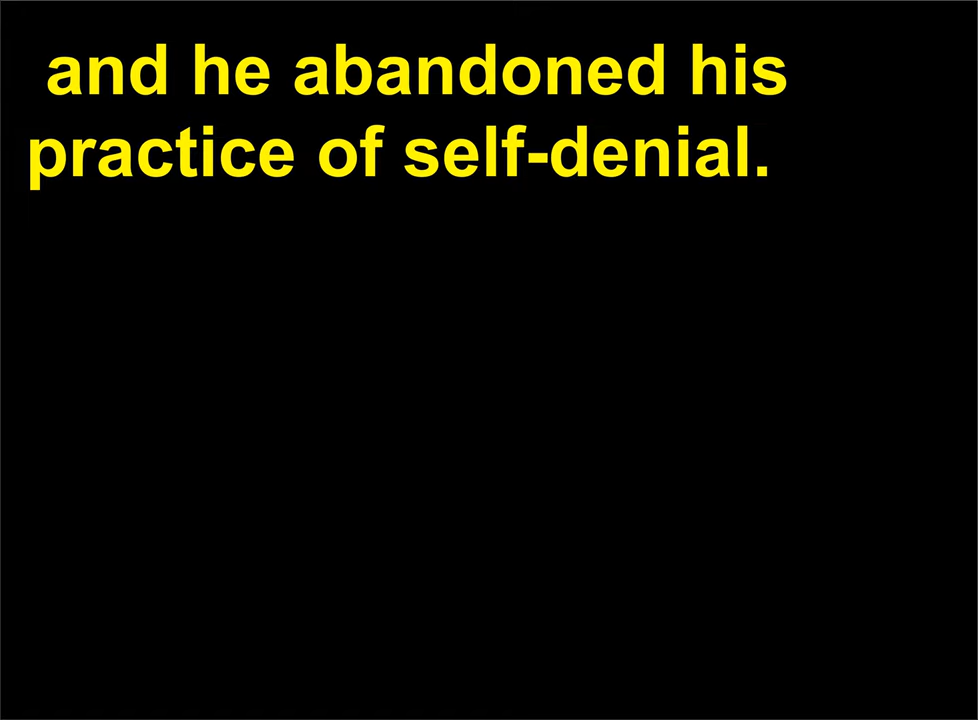 and he abandoned his
practice of self-denial.